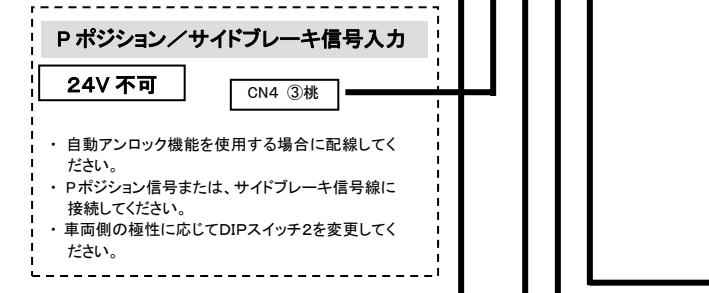 Ｐポジション／サイドブレーキ信号入力
24V 不可
CN4 ③桃
・ 自動アンロック機能を使用する場合に配線してく
ださい。
・ Ｐポジション信号または、サイドブレーキ信号線に
接続してください。
・ 車両側の極性に応じてDIPスイッチ２を変更してく
ださい。